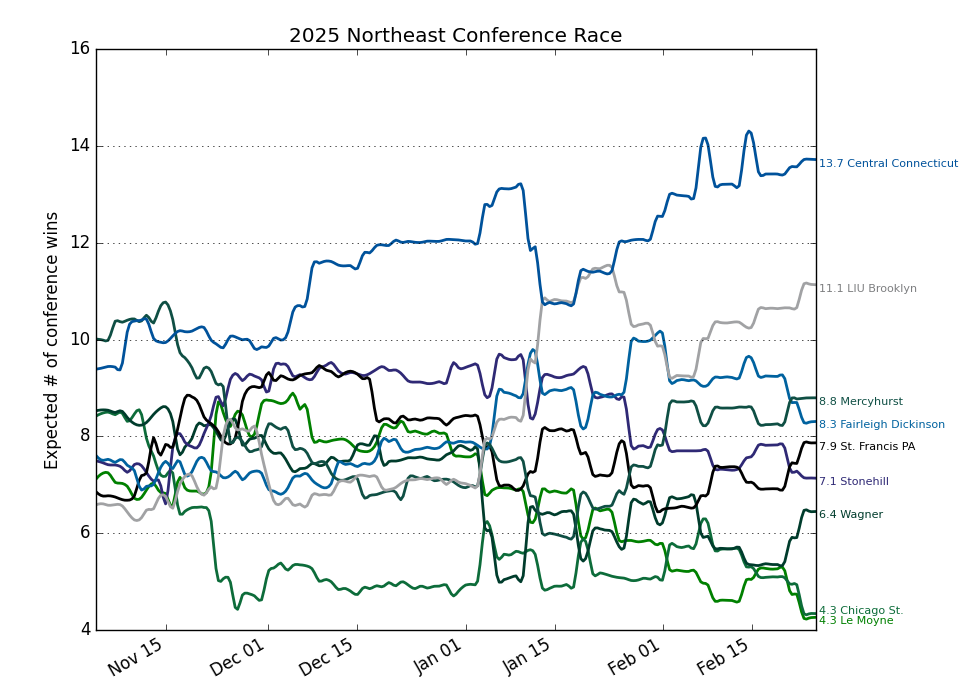 2025 Northeast Conference Race
Expected # of conference wins
16
14
12
10
8
6
4
13.7 Central Connecticut
11.1 LIU Brooklyn
8.8 Mercyhurst
8.3 Fairleigh Dickinson
7.9 St. Francis PA
7.1 Stonehill
6.4 Wagner
4.3 Chicago St.
4.3 Le Moyne
Nov 15
Dec 01
Dec 15
Jan 01
Jan 15
Feb 01
Feb 15